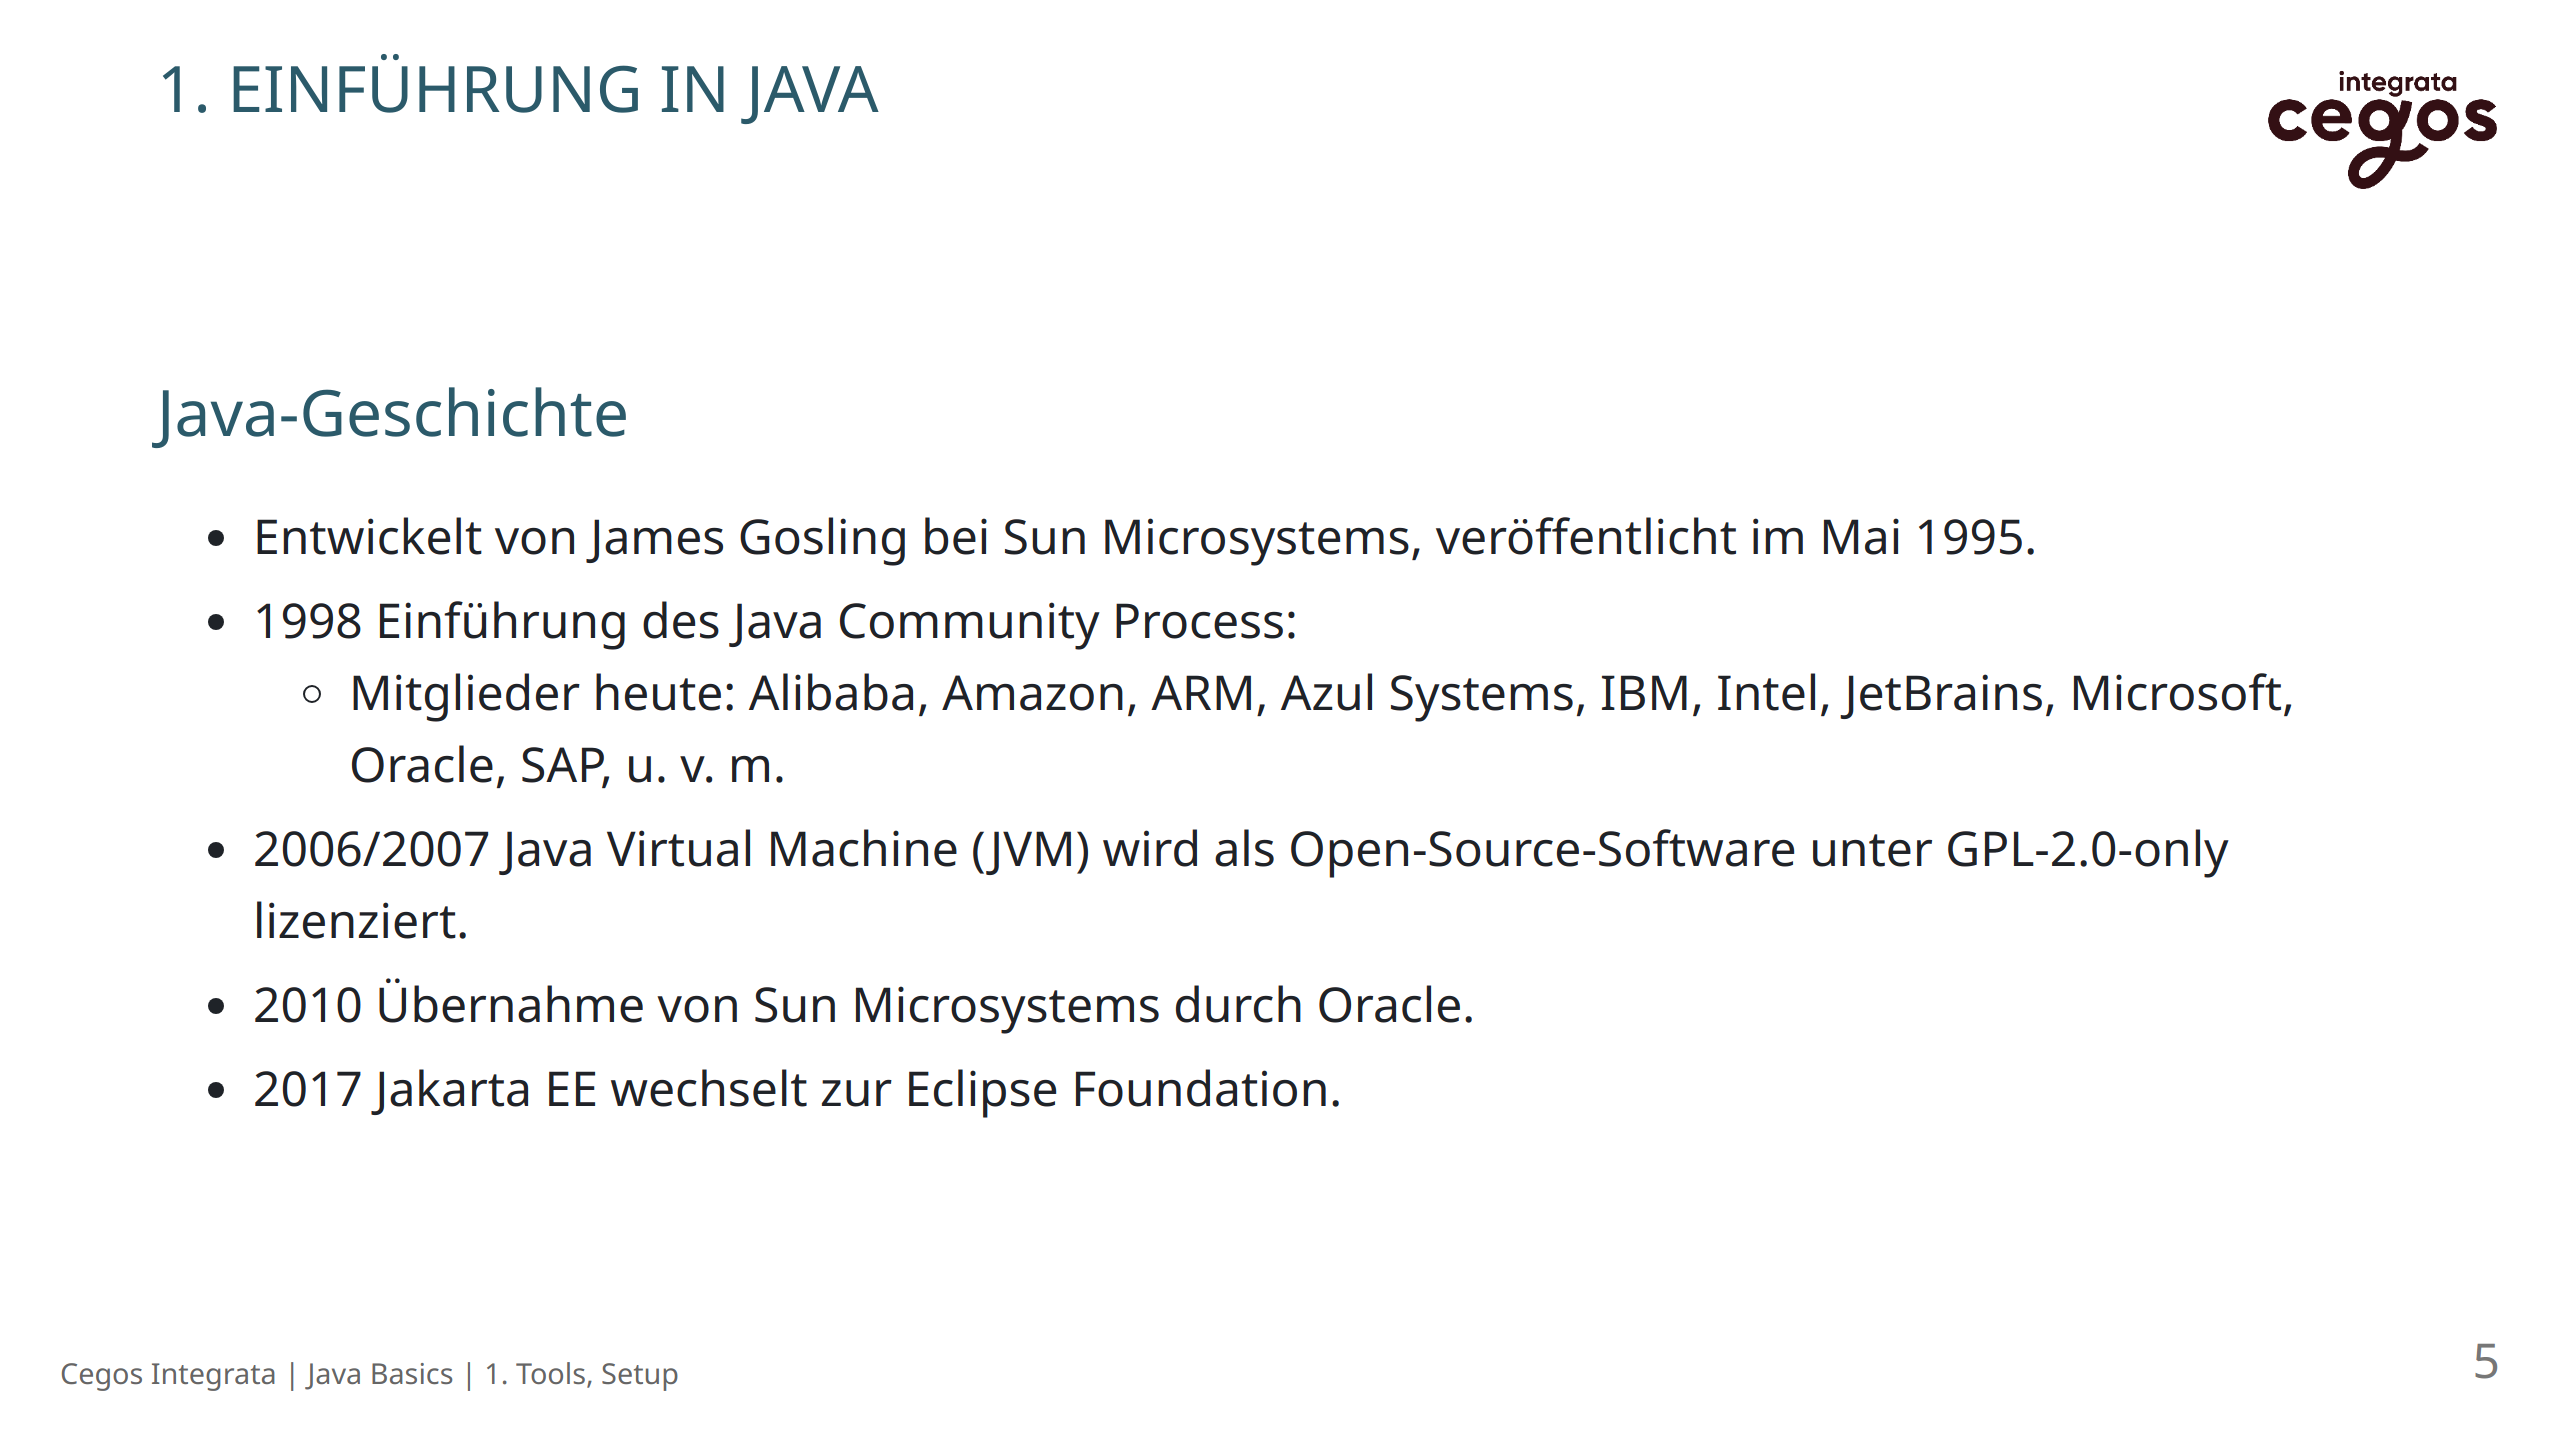 1. EINFÜHRUNG IN JAVA
integrata
cegos
Java-Geschichte
• Entwickelt von James Gosling bei Sun Microsystems, veröffentlicht im Mai 1995.
• 1998 Einführung des Java Community Process:
○ Mitglieder heute: Alibaba, Amazon, ARM, Azul Systems, IBM, Intel, JetBrains, Microsoft,
Oracle, SAP, u. v. m.
• 2006/2007 Java Virtual Machine (JVM) wird als Open-Source-Software unter GPL-2.0-only
lizenziert.
• 2010 Übernahme von Sun Microsystems durch Oracle.
• 2017 Jakarta EE wechselt zur Eclipse Foundation.
Cegos Integrata | Java Basics | 1. Tools, Setup
5